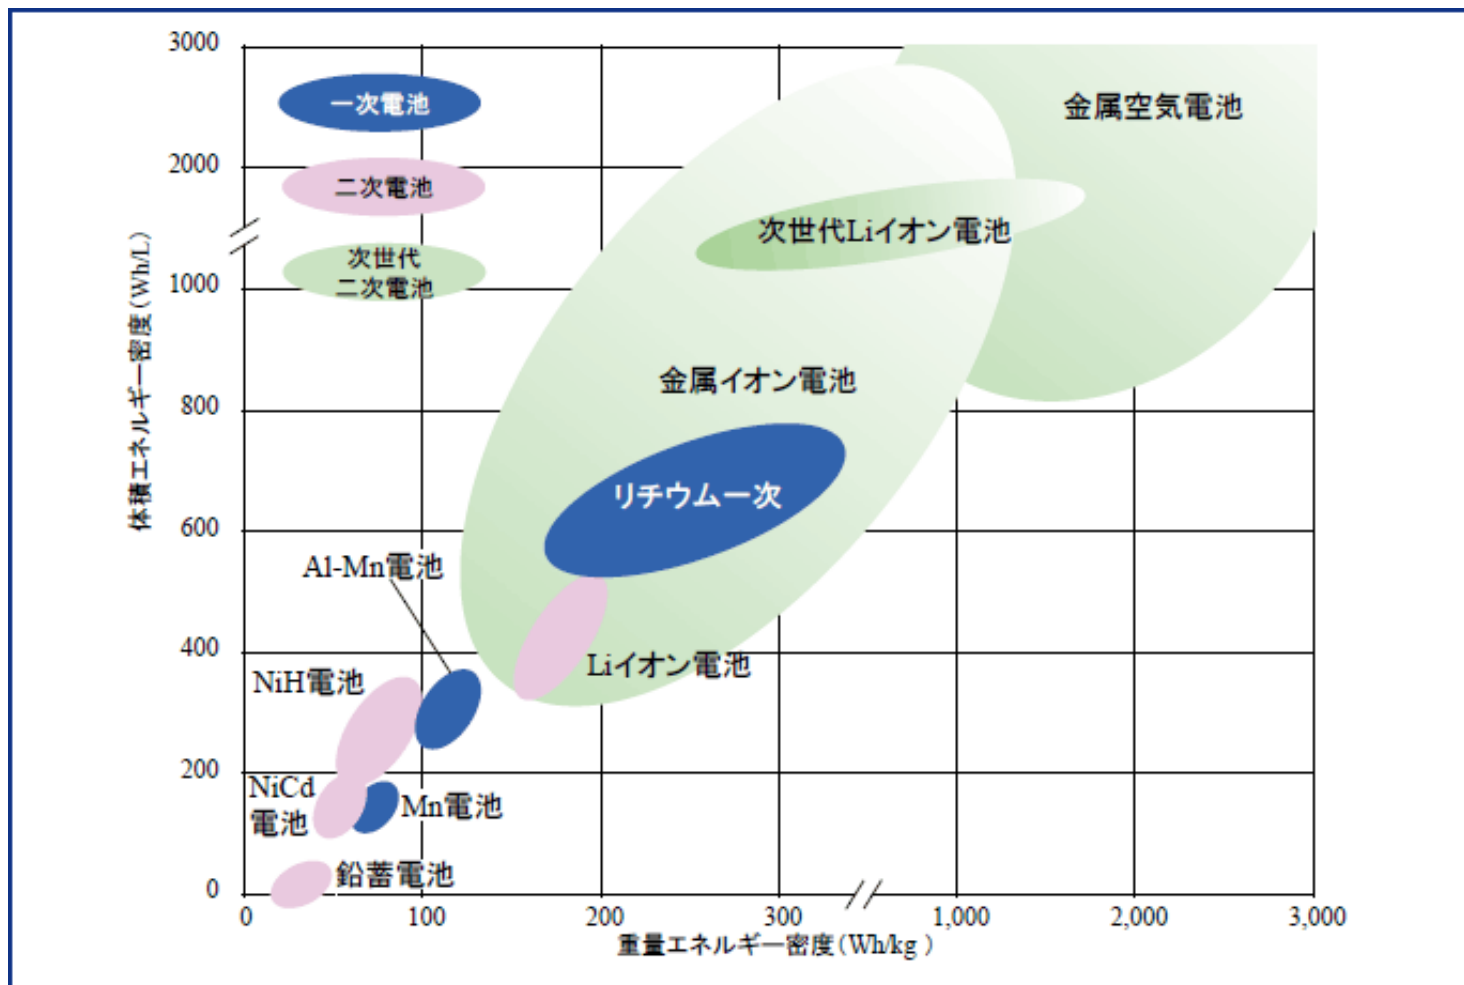 3000
2000
1000
800
600
400
200
0
体積エネルギー密度(Wh/L)
一次電池
二次電池
次世代
二次電池
金属空気電池
次世代Liイオン電池
金属イオン電池
リチウム一次
Al-Mn電池
Liイオン電池
NiH電池
NiCd
電池
Mn電池
鉛蓄電池
0
100
200
300
1,000
2,000
3,000
重量エネルギー密度(Wh/kg )